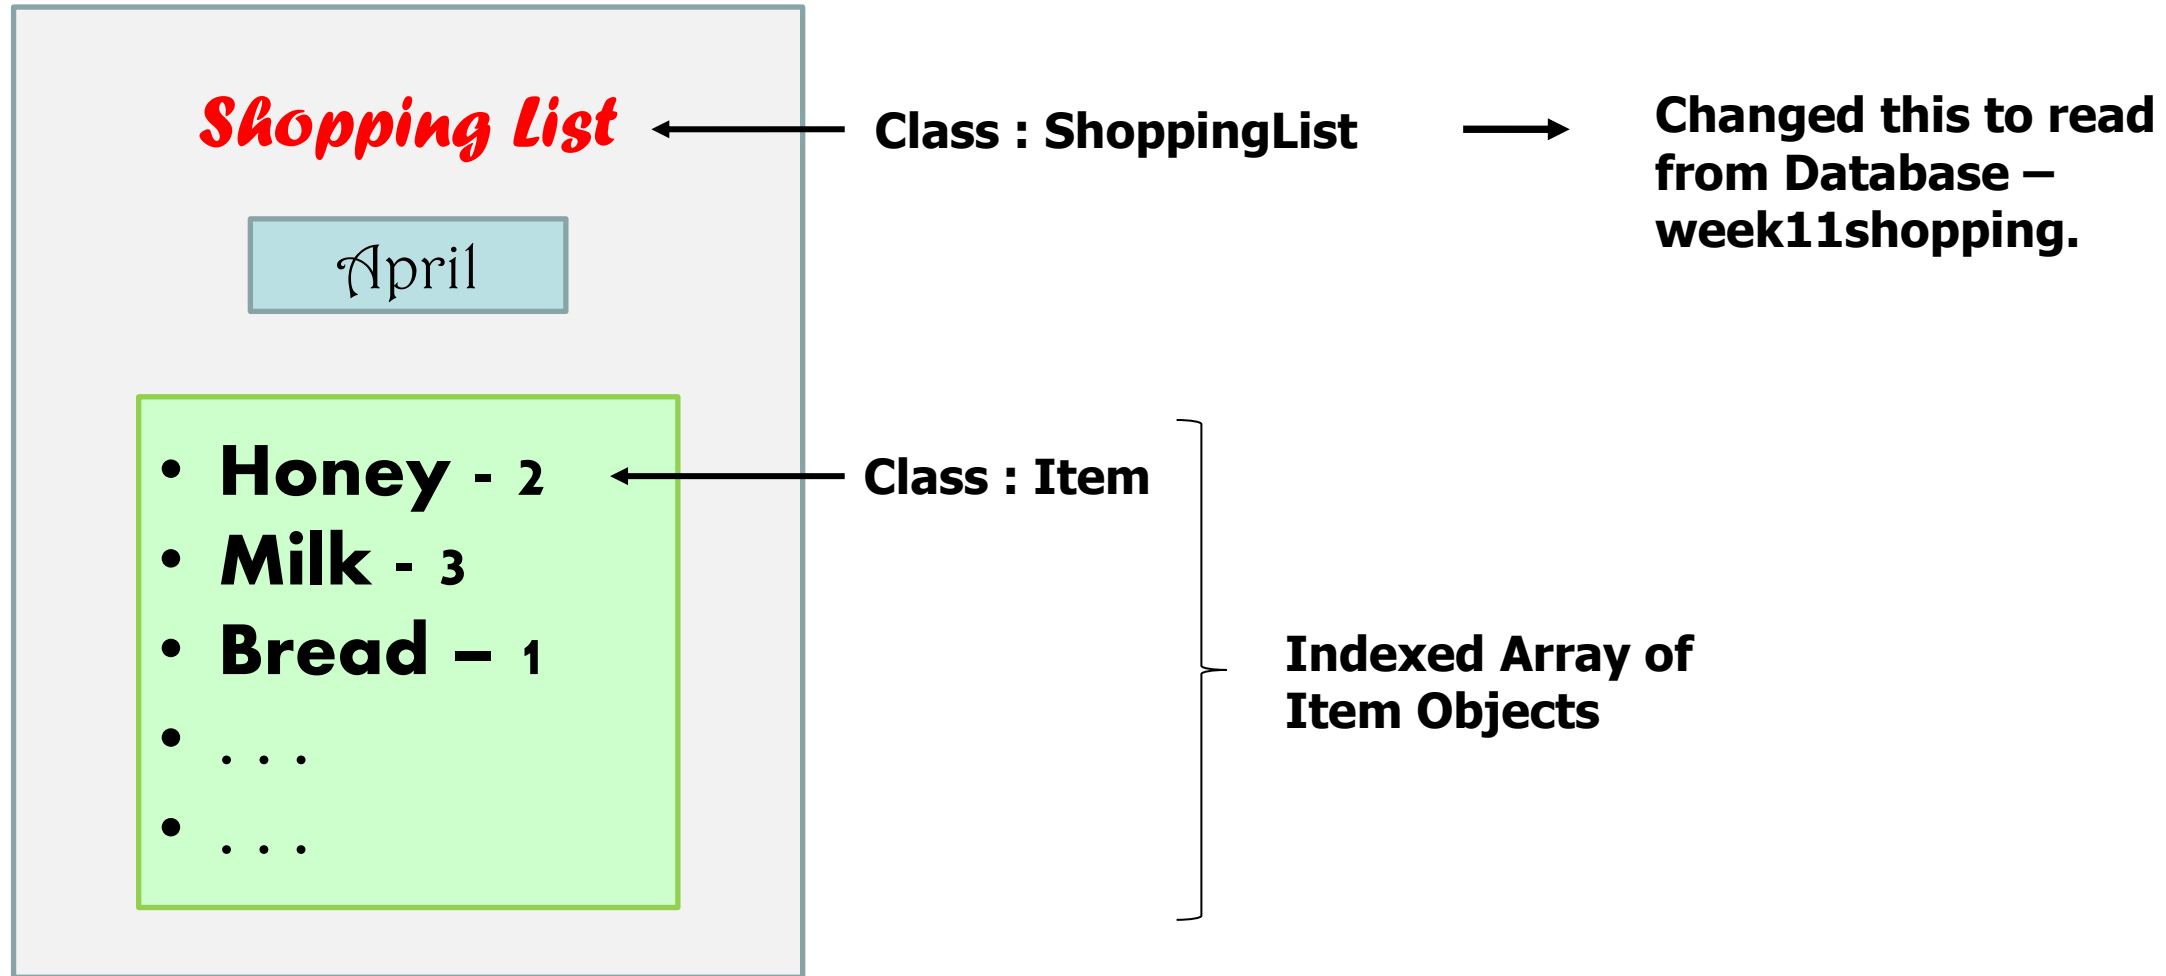 Shopping List
Class : ShoppingList
Changed this to read
from Database –
week11shopping.
April
• Honey - 2
Class : Item
• Milk - 3
• Bread – 1
Indexed Array of
Item Objects
• . . .
• . . .